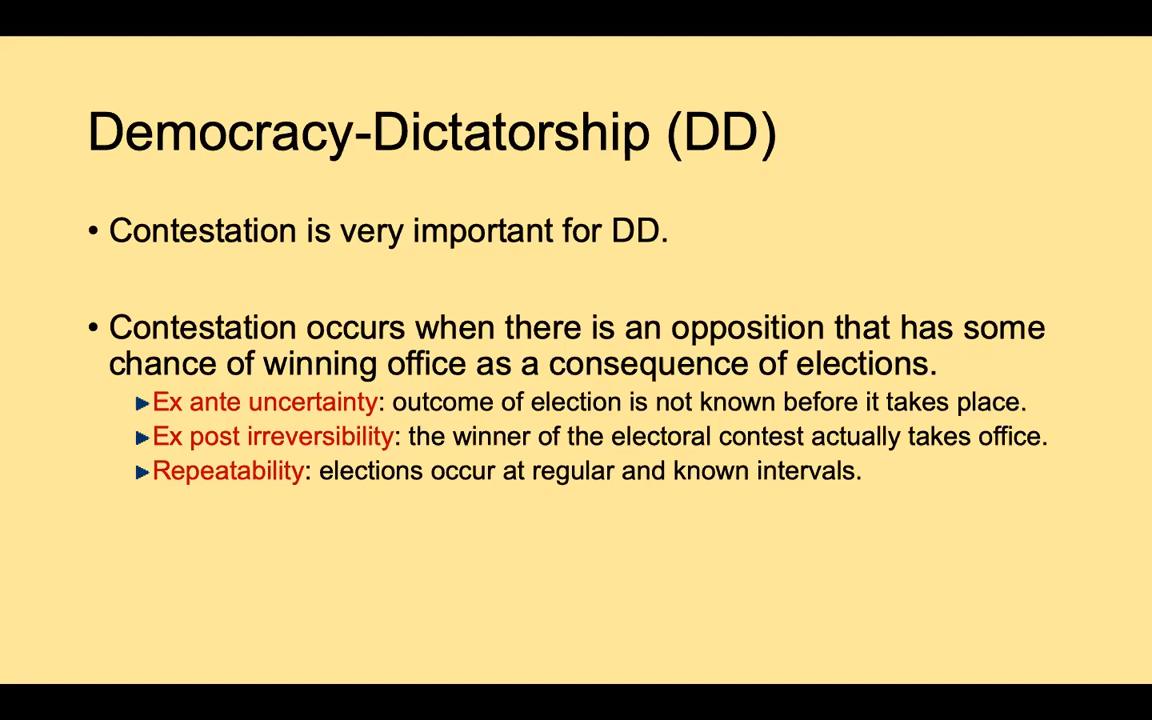 Democracy-Dictatorship (DD)
• Contestation is very important for DD.
• Contestation occurs when there is an opposition that has some
chance of winning office as a consequence of elections.
Ex ante uncertainty: outcome of election is not known before it takes place.
Ex post irreversibility: the winner of the electoral contest actually takes office.
Repeatability: elections occur at regular and known intervals.